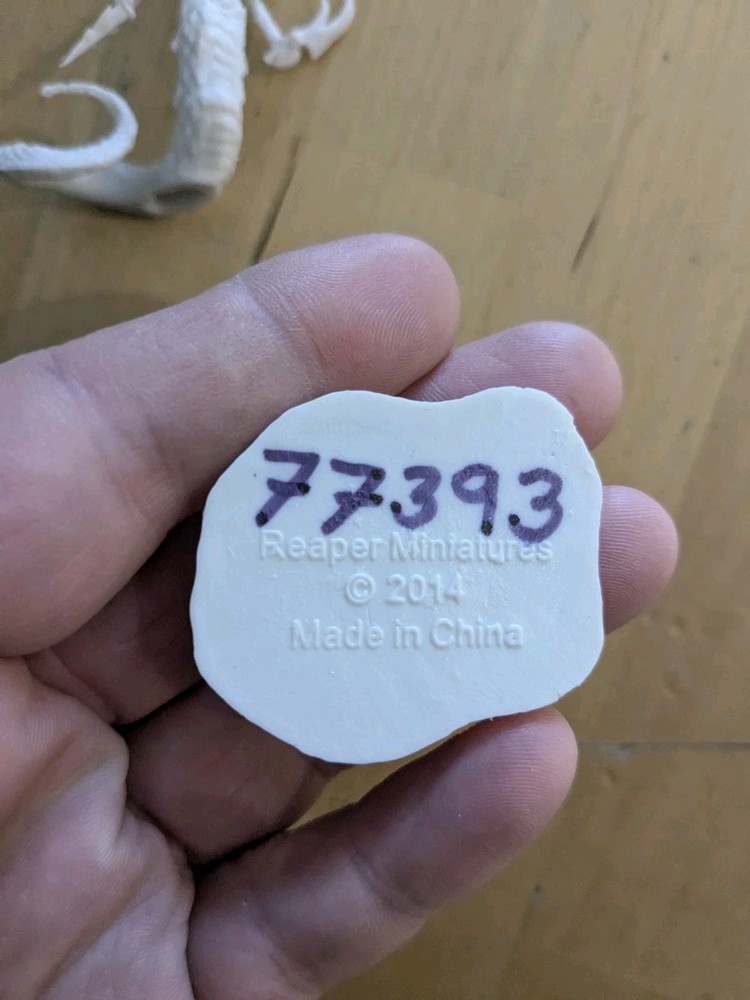 77393
Reaper Miniatures
© 2014
Made in China